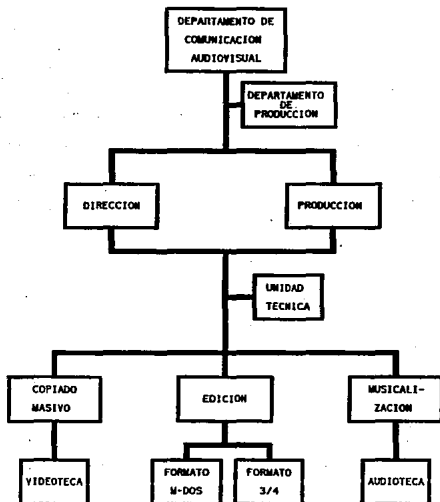 DEPARTAMENTO DE
COMUNICACION
AUDIOVISUAL
DEPARTAMENTO
DE
PRODUCCION
DIRECCION
PRODUCCION
UNIDAD
TECNICA
COPIADO
MASIVO
EDICION
MUSICALI-
ZACION
VIDEOTECA
FORMATO
M-DOS
FORMATO
3/4
AUDIOTECA